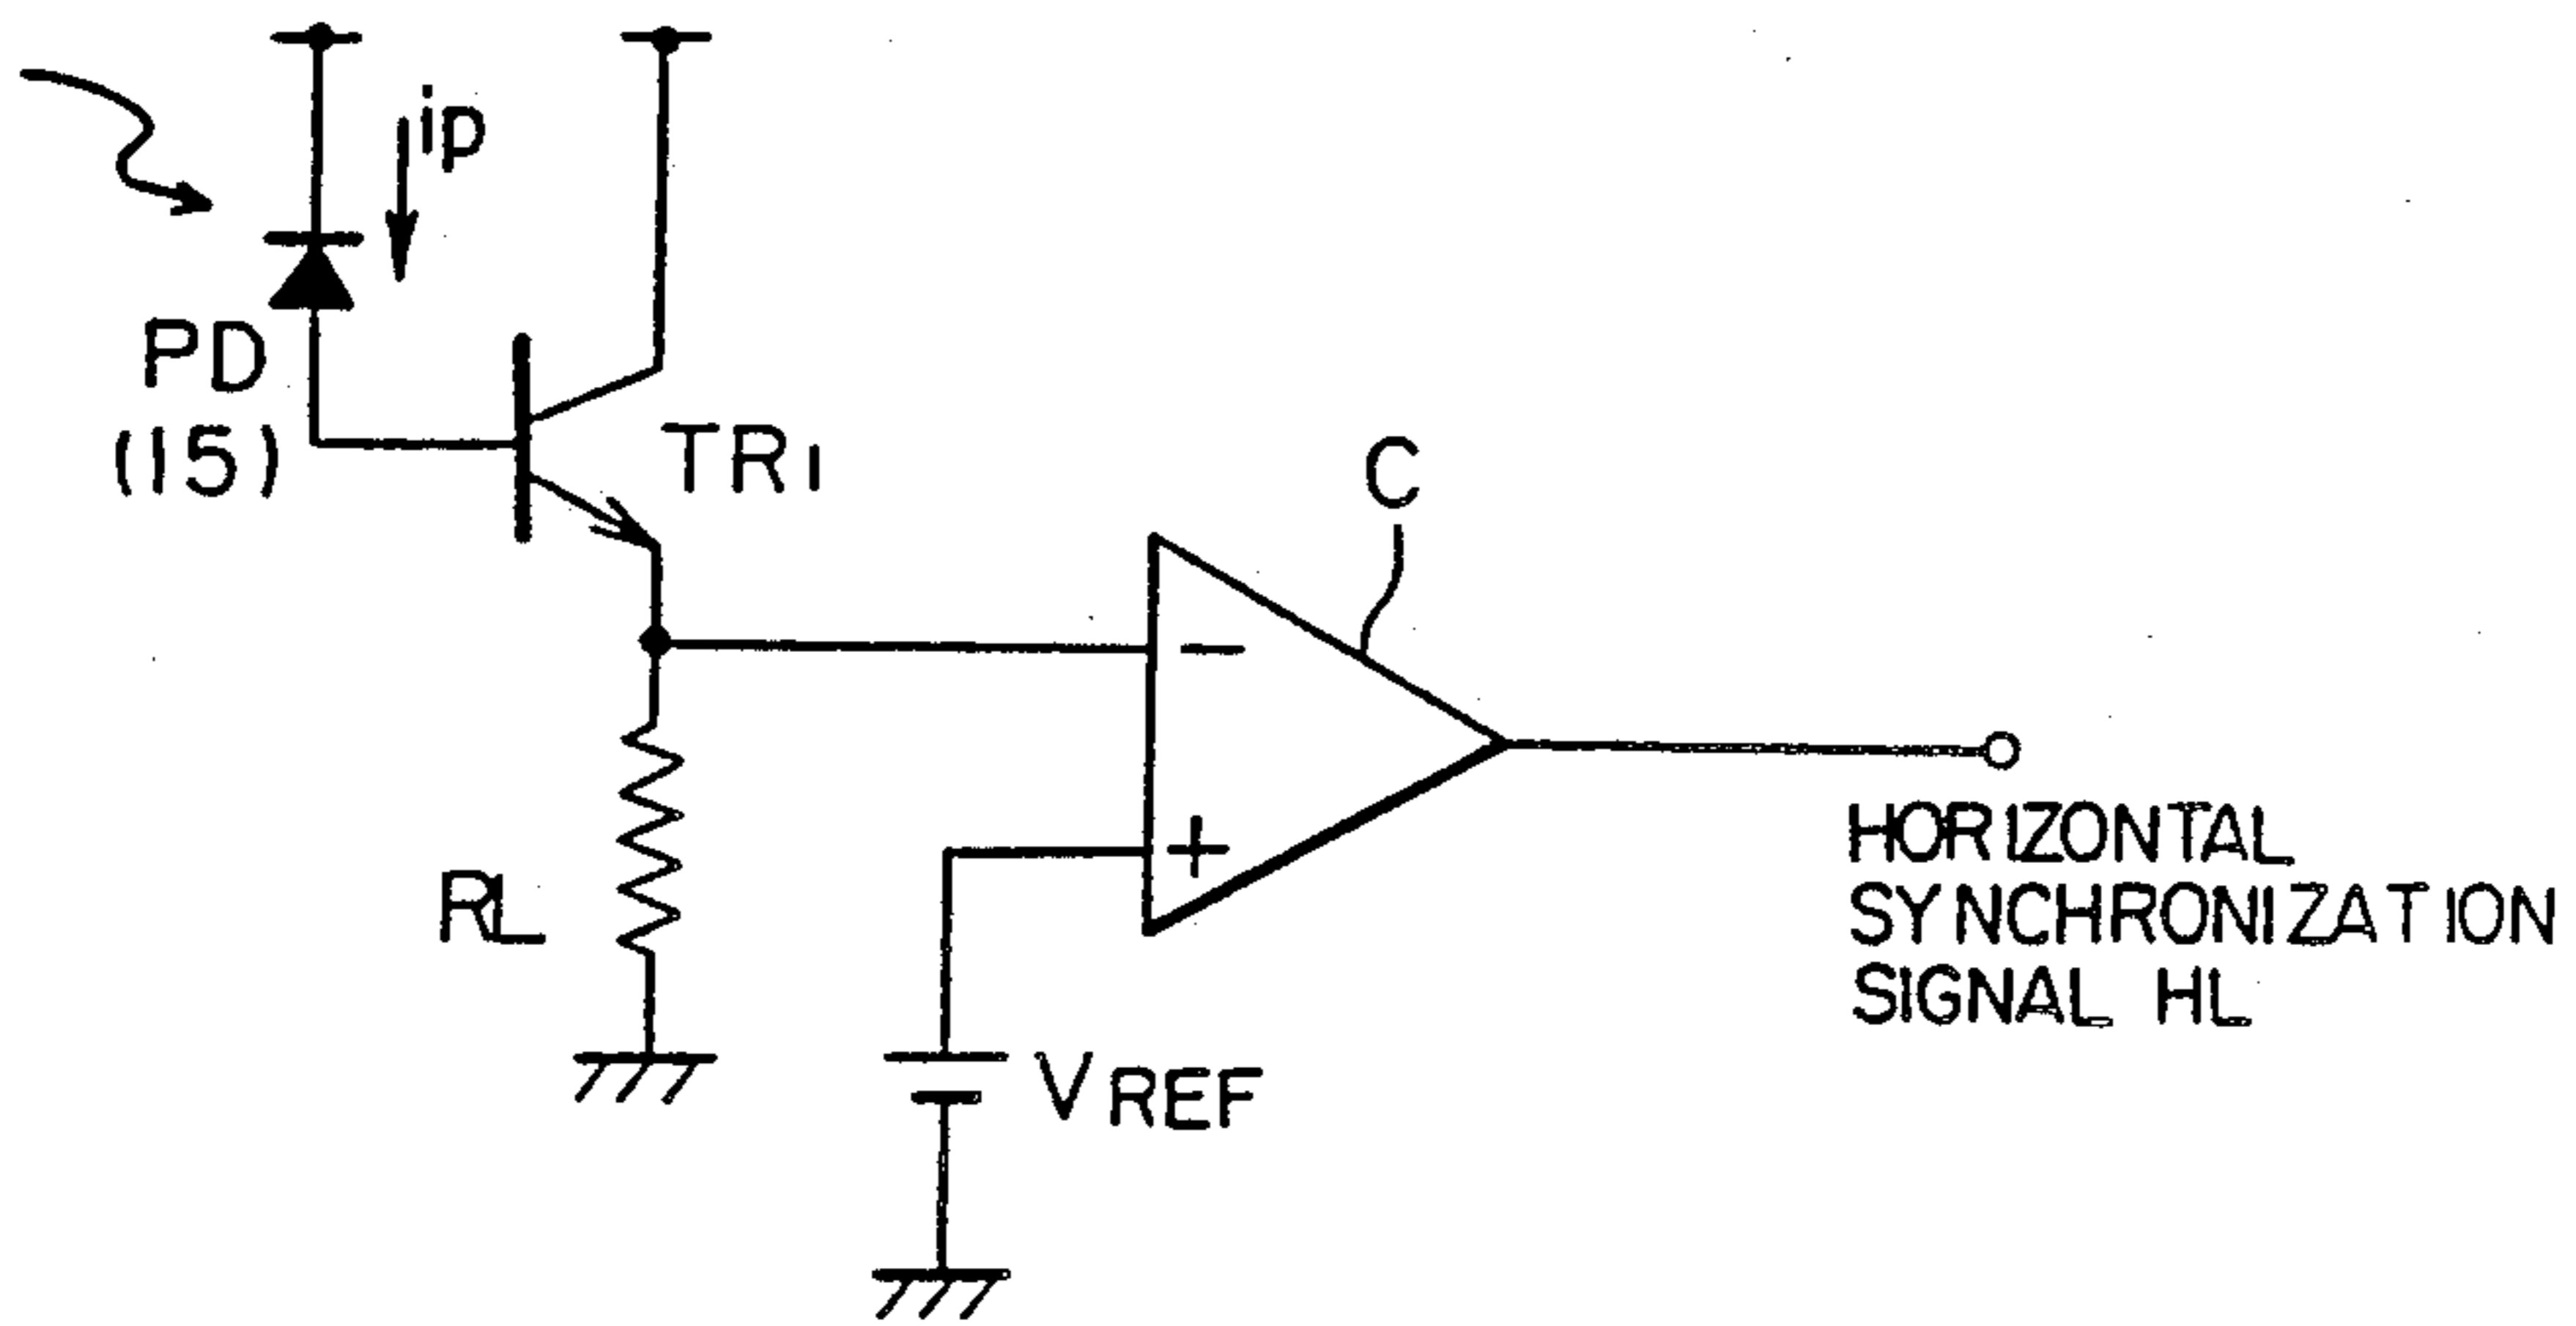 ip
PD
(15)
TR1
C
-
+
RL
VREF
HORIZONTAL
SYNCHRONIZATION
SIGNAL HL